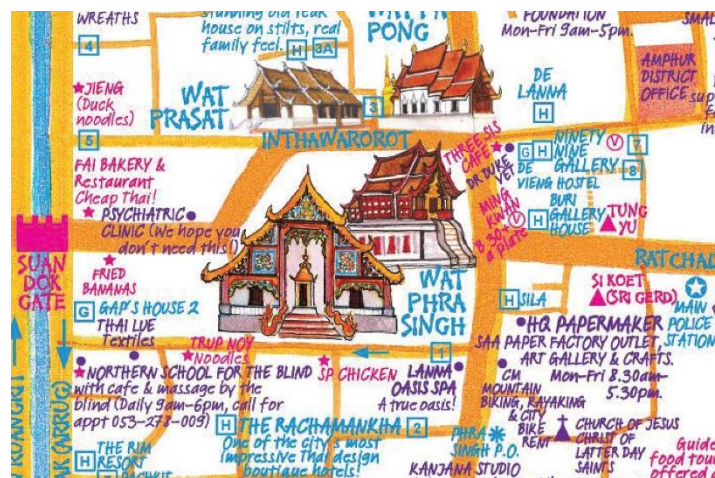 WREATHS
4
stunning old teak
house on stilts, real
family feel. H 3A
WAT PA
PONG
FOUNDATION
Mon-Fri 9am-5pm.
SMAL
AMPHUR
DISTRICT
OFFICE
JIENG
(Duck
noodles)
WAT
PRASAT
3
DE
LANNA
H
5
INTHAWAROROT
THREE SIS
CAFE
DR DUKE
VET
G H NINETY
NINE
GALLERY
V 7
8
DE
VIENG HOSTEL
FAI BAKERY &
Restaurant
Cheap Thai!
PSYCHIATRIC
CLINIC (We hope you
don't need this!)
MING
KWAN
8.30+
a plate
H BURI
GALLERY
HOUSE
TUNG
YU
SUAN
DOK
GATE
FRIED
BANANAS
G GAP'S HOUSE 2
THAI LUE
Textiles
WAT
PHRA
SINGH
RATCHAD
H SILA
SI KOET
(SRI GERD)
MAIN
POLICE
STATION
HQ PAPERMAKER
SAA PAPER FACTORY OUTLET,
ART GALLERY & CRAFTS.
Mon-Fri 8.30am-
5.30pm.
TRUP NOY
Noodles
1
NORTHERN SCHOOL FOR THE BLIND
with cafe & massage by the
blind (Daily 9am-6pm, call for
appt 053-278-009)
SP CHICKEN
LANNA
OASIS SPA
A true oasis!
CM
MOUNTAIN
BIKING, KAYAKING
& CITY
BIKE
RENT
H THE RACHAMANKHA 2
One of the city's most
impressive Thai design
boutique hotels!
PHRA
SINGH P.O.
CHURCH OF JESUS
CHRIST OF
LATTER DAY
SAINTS
Guide
food tour
offered
H THE RIM
RESORT
KANJANA STUDIO